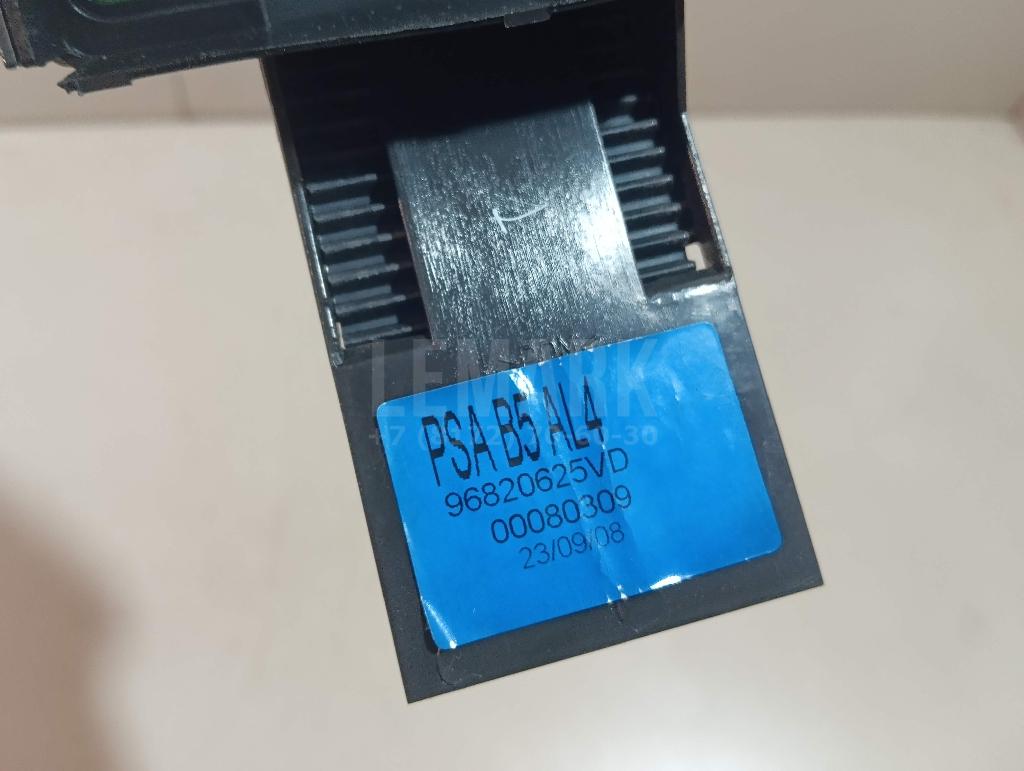 LEMARK
PSA B5 AL4
96820625VD
00080309
23/09/08